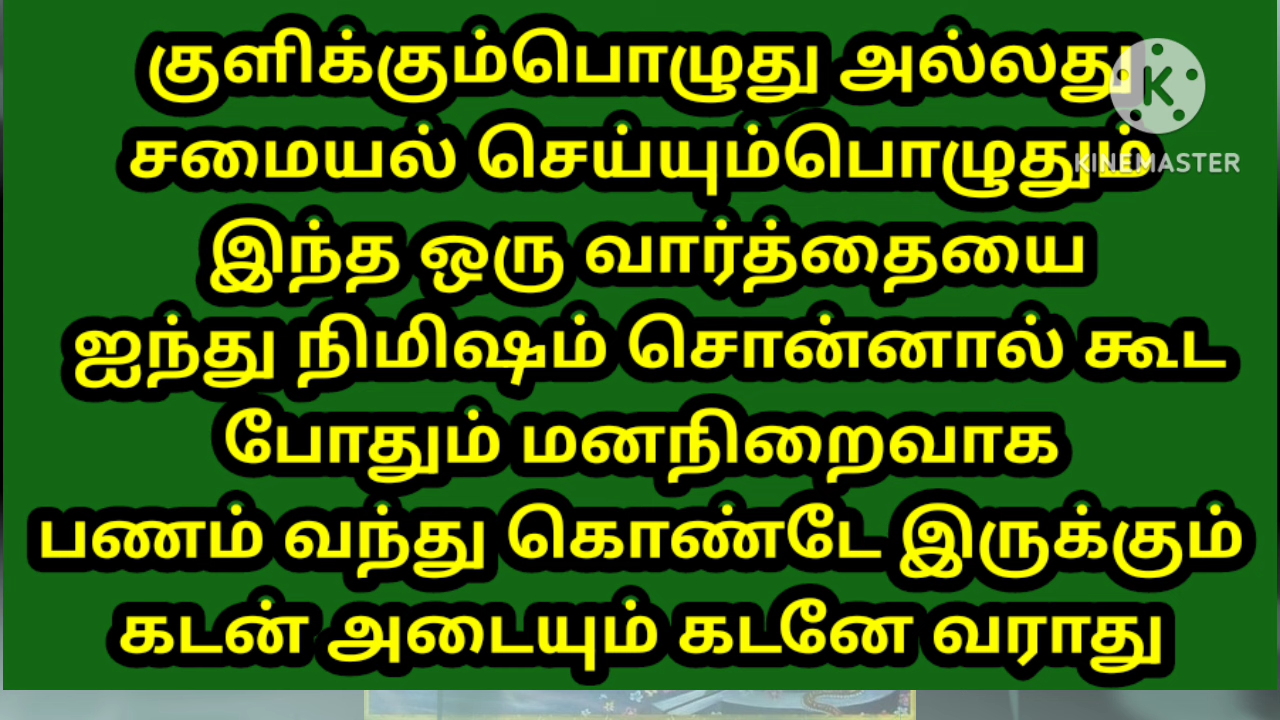 குளிக்கும்பொழுது அல்லது
சமையல் செய்யும்பொழுதும்
இந்த ஒரு வார்த்தையை
ஐந்து நிமிஷம் சொன்னால் கூட
போதும் மனநிறைவாக
பணம் வந்து கொண்டே இருக்கும்
கடன் அடையும் கடனே வராது
K
KINEMASTER